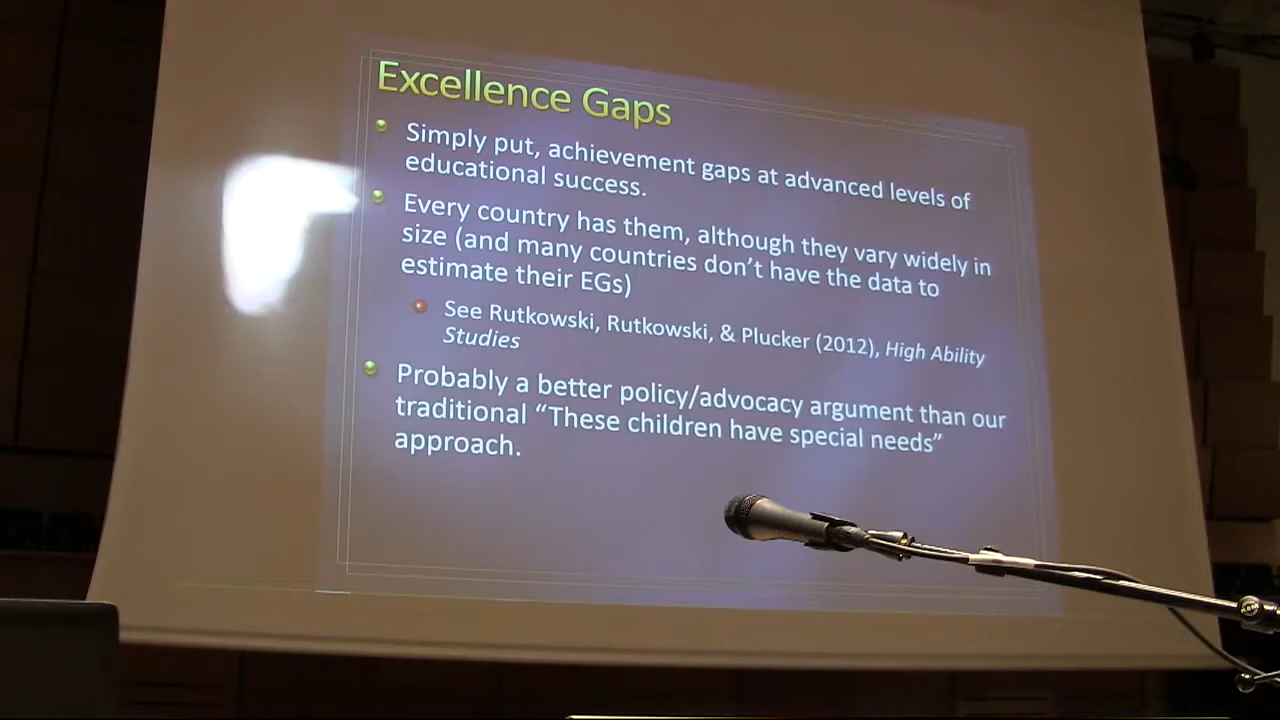 Excellence Gaps
Simply put, achievement gaps at advanced levels of
educational success.
Every country has them, although they vary widely in
size (and many countries don't have the data to
estimate their EGs)
See Rutkowski, Rutkowski, & Plucker (2012), High Ability
Studies
Probably a better policy/advocacy argument than our
traditional “These children have special needs”
approach.